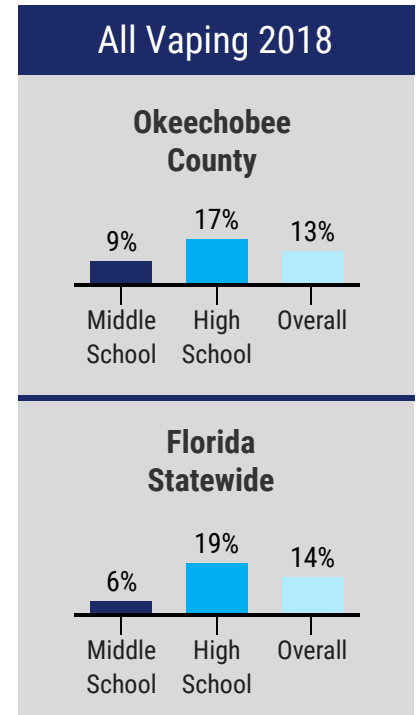 All Vaping 2018
Okeechobee
County
9%
17%
13%
Middle
School
High
School
Overall
Florida
Statewide
6%
19%
14%
Middle
School
High
School
Overall